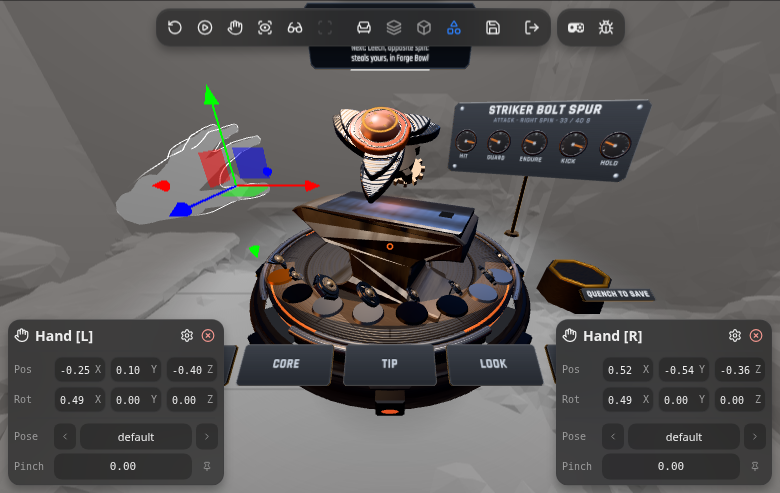 Next: Leech, opposite spin:
steals yours, in Forge Bowl
STRIKER BOLT SPUR
ATTACK · RIGHT SPIN · 33 / 40 G
HIT
GUARD
ENDURE
KICK
HOLD
QUENCH TO SAVE
CORE
TIP
LOOK
Hand [L]
Pos -0.25 X 0.10 Y -0.40 Z
Rot 0.49 X 0.00 Y 0.00 Z
Pose default
Pinch 0.00
Hand [R]
Pos 0.52 X -0.54 Y -0.36 Z
Rot 0.49 X 0.00 Y 0.00 Z
Pose default
Pinch 0.00